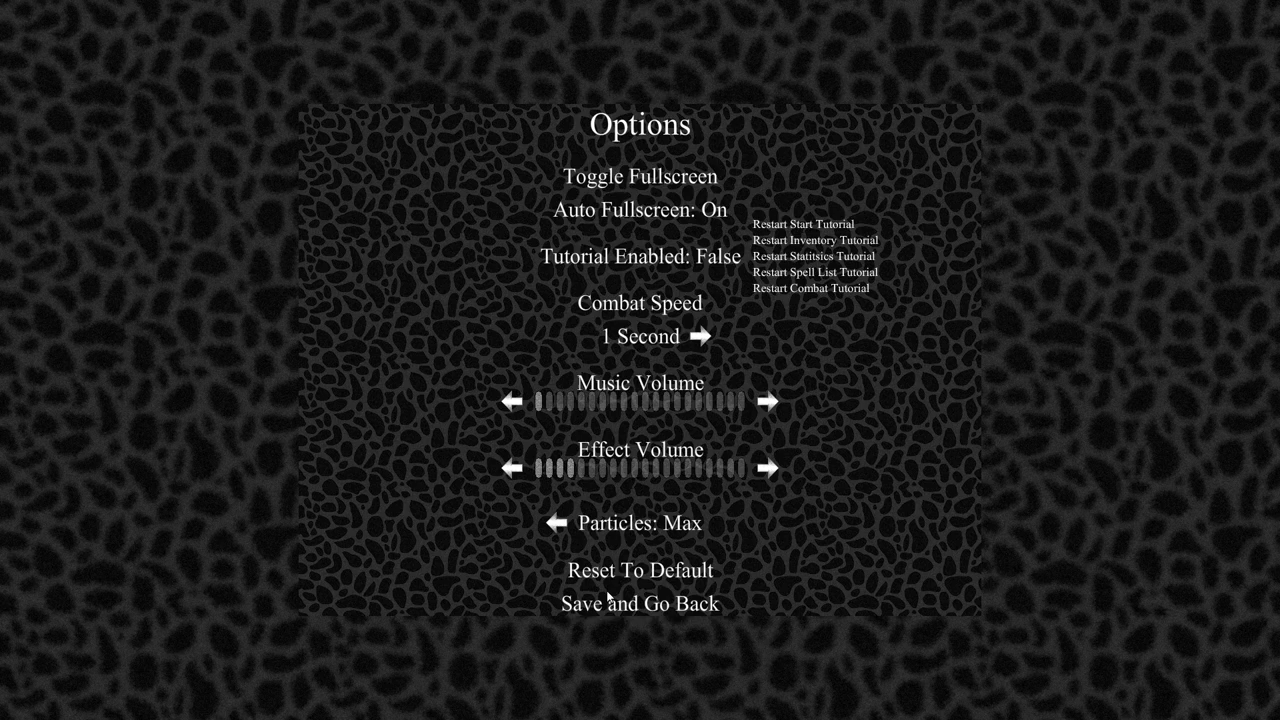 Options
Toggle Fullscreen
Auto Fullscreen: On
Restart Start Tutorial
Restart Inventory Tutorial
Tutorial Enabled: False
Restart Statitsics Tutorial
Restart Spell List Tutorial
Restart Combat Tutorial
Combat Speed
1 Second
Music Volume
Effect Volume
Particles: Max
Reset To Default
Save and Go Back